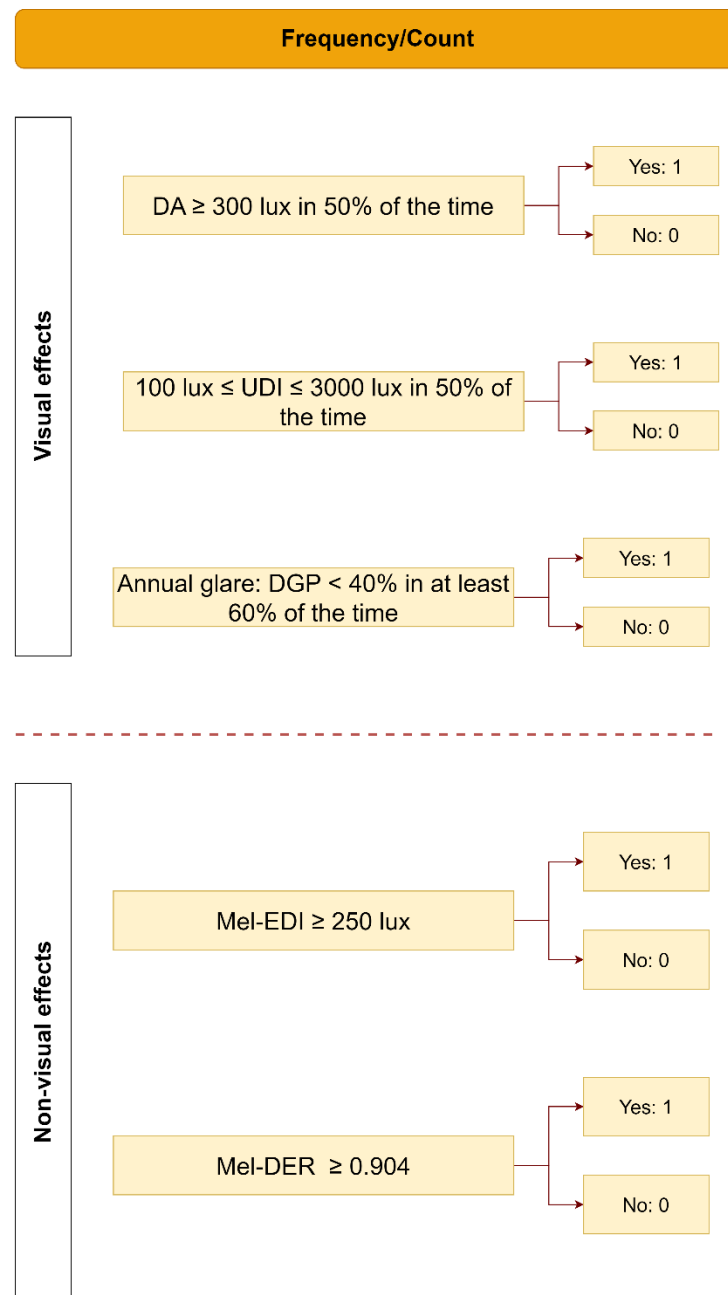 Frequency/Count
Visual effects
DA ≥ 300 lux in 50% of the time
Yes: 1
No: 0
100 lux ≤ UDI ≤ 3000 lux in 50% of
the time
Yes: 1
No: 0
Annual glare: DGP < 40% in at least
60% of the time
Yes: 1
No: 0
Non-visual effects
Mel-EDI ≥ 250 lux
Yes: 1
No: 0
Mel-DER ≥ 0.904
Yes: 1
No: 0